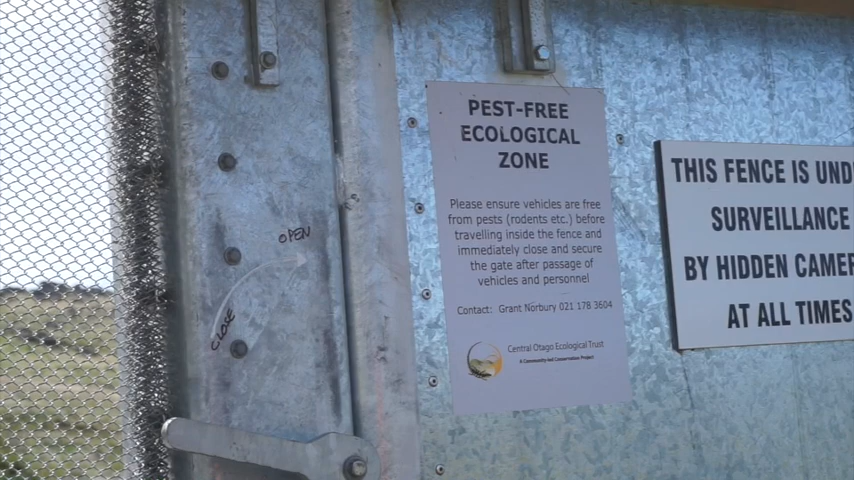 PEST-FREE
ECOLOGICAL
ZONE
Please ensure vehicles are free
from pests (rodents etc.) before
travelling inside the fence and
immediately close and secure
the gate after passage of
vehicles and personnel
Contact: Grant Norbury 021 178 3604
Central Otago Ecological Trust
A Community-led Conservation Project
OPEN
CLOSE
THIS FENCE IS UND
SURVEILLANCE
BY HIDDEN CAMER
AT ALL TIMES